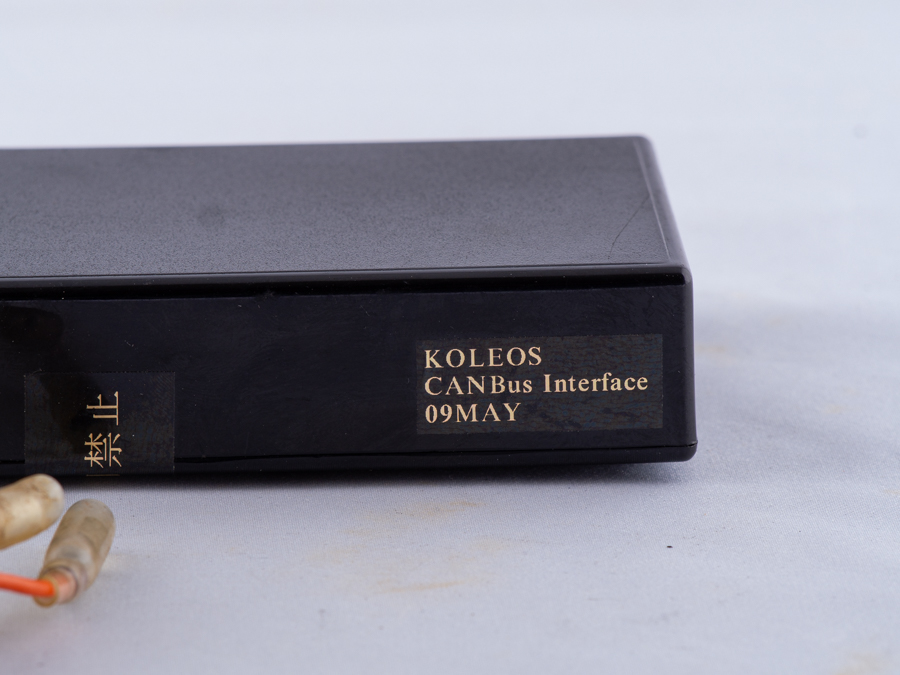 KOLEOS
CANBus Interface
09MAY
禁止